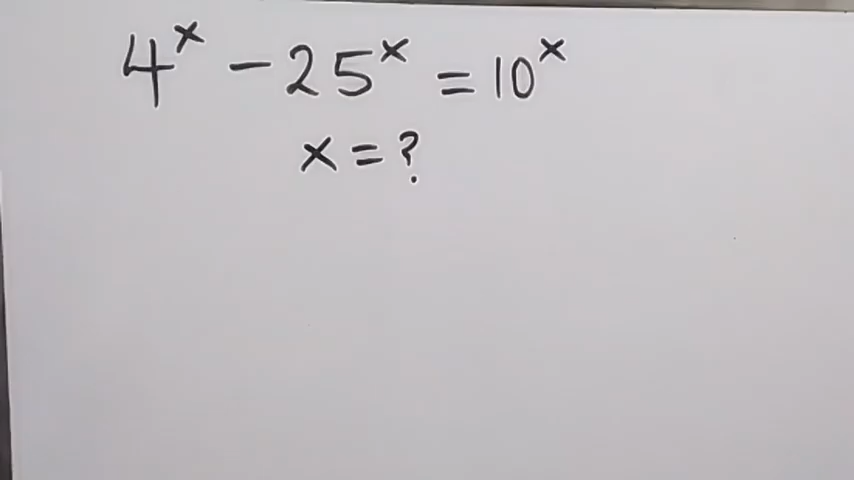 4^x - 25^x = 10^x
x = ?